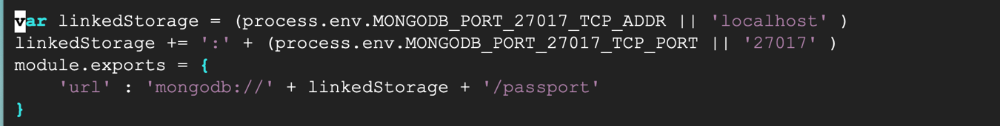 var linkedStorage = (process.env.MONGODB_PORT_27017_TCP_ADDR || 'localhost' )
linkedStorage += ':' + (process.env.MONGODB_PORT_27017_TCP_PORT || '27017' )
module.exports = {
    'url' : 'mongodb://' + linkedStorage + '/passport'
}